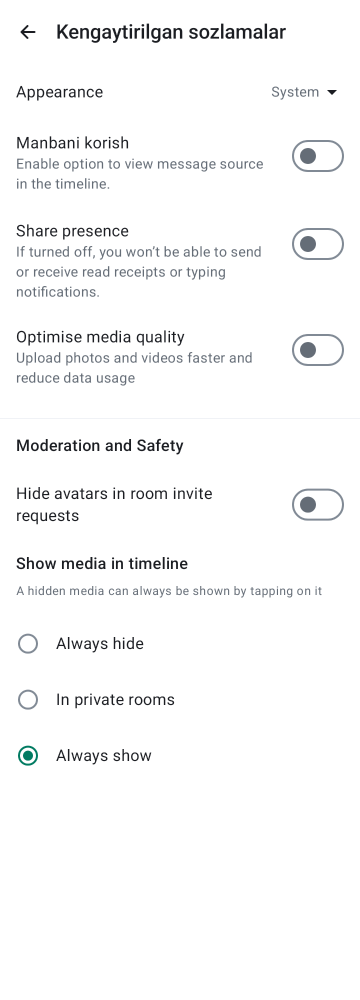 Kengaytirilgan sozlamalar
Appearance
System
Manbani korish
Enable option to view message source
in the timeline.
Share presence
If turned off, you won’t be able to send
or receive read receipts or typing
notifications.
Optimise media quality
Upload photos and videos faster and
reduce data usage
Moderation and Safety
Hide avatars in room invite
requests
Show media in timeline
A hidden media can always be shown by tapping on it
Always hide
In private rooms
Always show